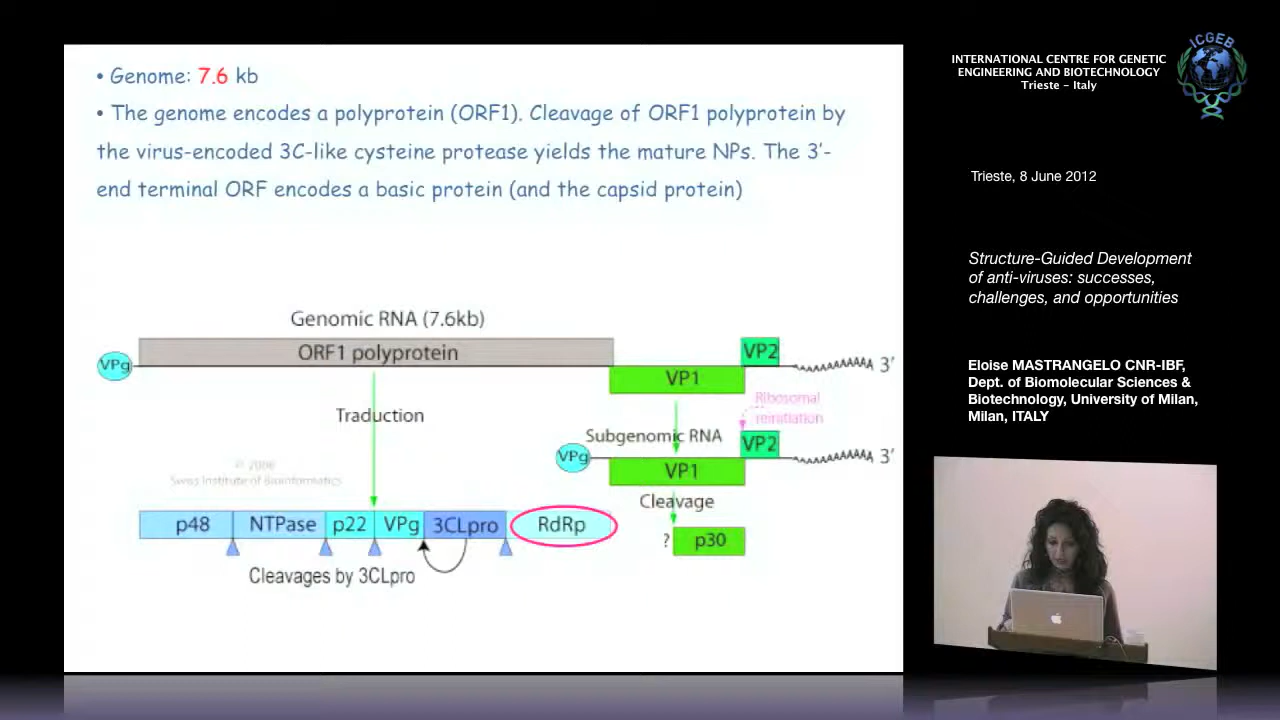 • Genome: 7.6 kb
• The genome encodes a polyprotein (ORF1). Cleavage of ORF1 polyprotein by
the virus-encoded 3C-like cysteine protease yields the mature NPs. The 3'-
end terminal ORF encodes a basic protein (and the capsid protein)
Genomic RNA (7.6kb)
VPg
ORF1 polyprotein
VP1
VP2
3'
Traduction
Ribosomal
reinitiation
Subgenomic RNA
VPg
VP1
VP2
3'
© 2008
Swiss Institute of Bioinformatics
Cleavage
p48
NTPase
p22
VPg
3CLpro
RdRp
?
p30
Cleavages by 3CLpro
INTERNATIONAL CENTRE FOR GENETIC
ENGINEERING AND BIOTECHNOLOGY
Trieste - Italy
ICGEB
Trieste, 8 June 2012
Structure-Guided Development
of anti-viruses: successes,
challenges, and opportunities
Eloise MASTRANGELO CNR-IBF,
Dept. of Biomolecular Sciences &
Biotechnology, University of Milan,
Milan, ITALY